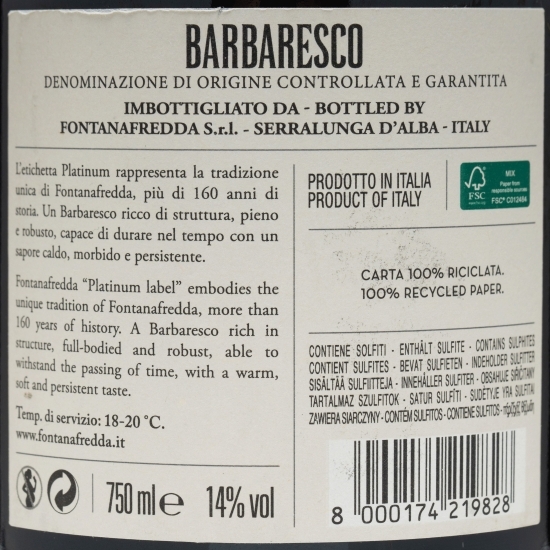 BARBARESCO
DENOMINAZIONE DI ORIGINE CONTROLLATA E GARANTITA
IMBOTTIGLIATO DA - BOTTLED BY
FONTANAFREDDA S.r.l. - SERRALUNGA D'ALBA - ITALY
L'etichetta Platinum rappresenta la tradizione
unica di Fontanafredda, più di 160 anni di
storia. Un Barbaresco ricco di struttura, pieno
e robusto, capace di durare nel tempo con un
sapore caldo, morbido e persistente.
Fontanafredda "Platinum label" embodies the
unique tradition of Fontanafredda, more than
160 years of history. A Barbaresco rich in
structure, full-bodied and robust, able to
withstand the passing of time, with a warm,
soft and persistent taste.
Temp. di servizio: 18-20 °C.
www.fontanafredda.it
750 ml e 14% vol
PRODOTTO IN ITALIA
PRODUCT OF ITALY
FSC
MIX
Paper from
responsible sources
FSC® C012494
CARTA 100% RICICLATA.
100% RECYCLED PAPER.
CONTIENE SOLFITI - ENTHÄLT SULFITE - CONTAINS SULPHITES
CONTIENT SULFITES - BEVAT SULFIETEN - INDEHOLDER SULFITTER
SISÄLTÄÄ SULFIITTEJA - INNEHÅLLER SULFITER - OBSAHUJE SIŘIČITANY
TARTALMAZ SZULFITOK - SATUR SULFĪTI - SUDĖTYJE YRA SULFITAI
ZAWIERA SIARCZYNY - CONTÉM SULFITOS - CONTIENE SULFITOS -
8 000174 219828